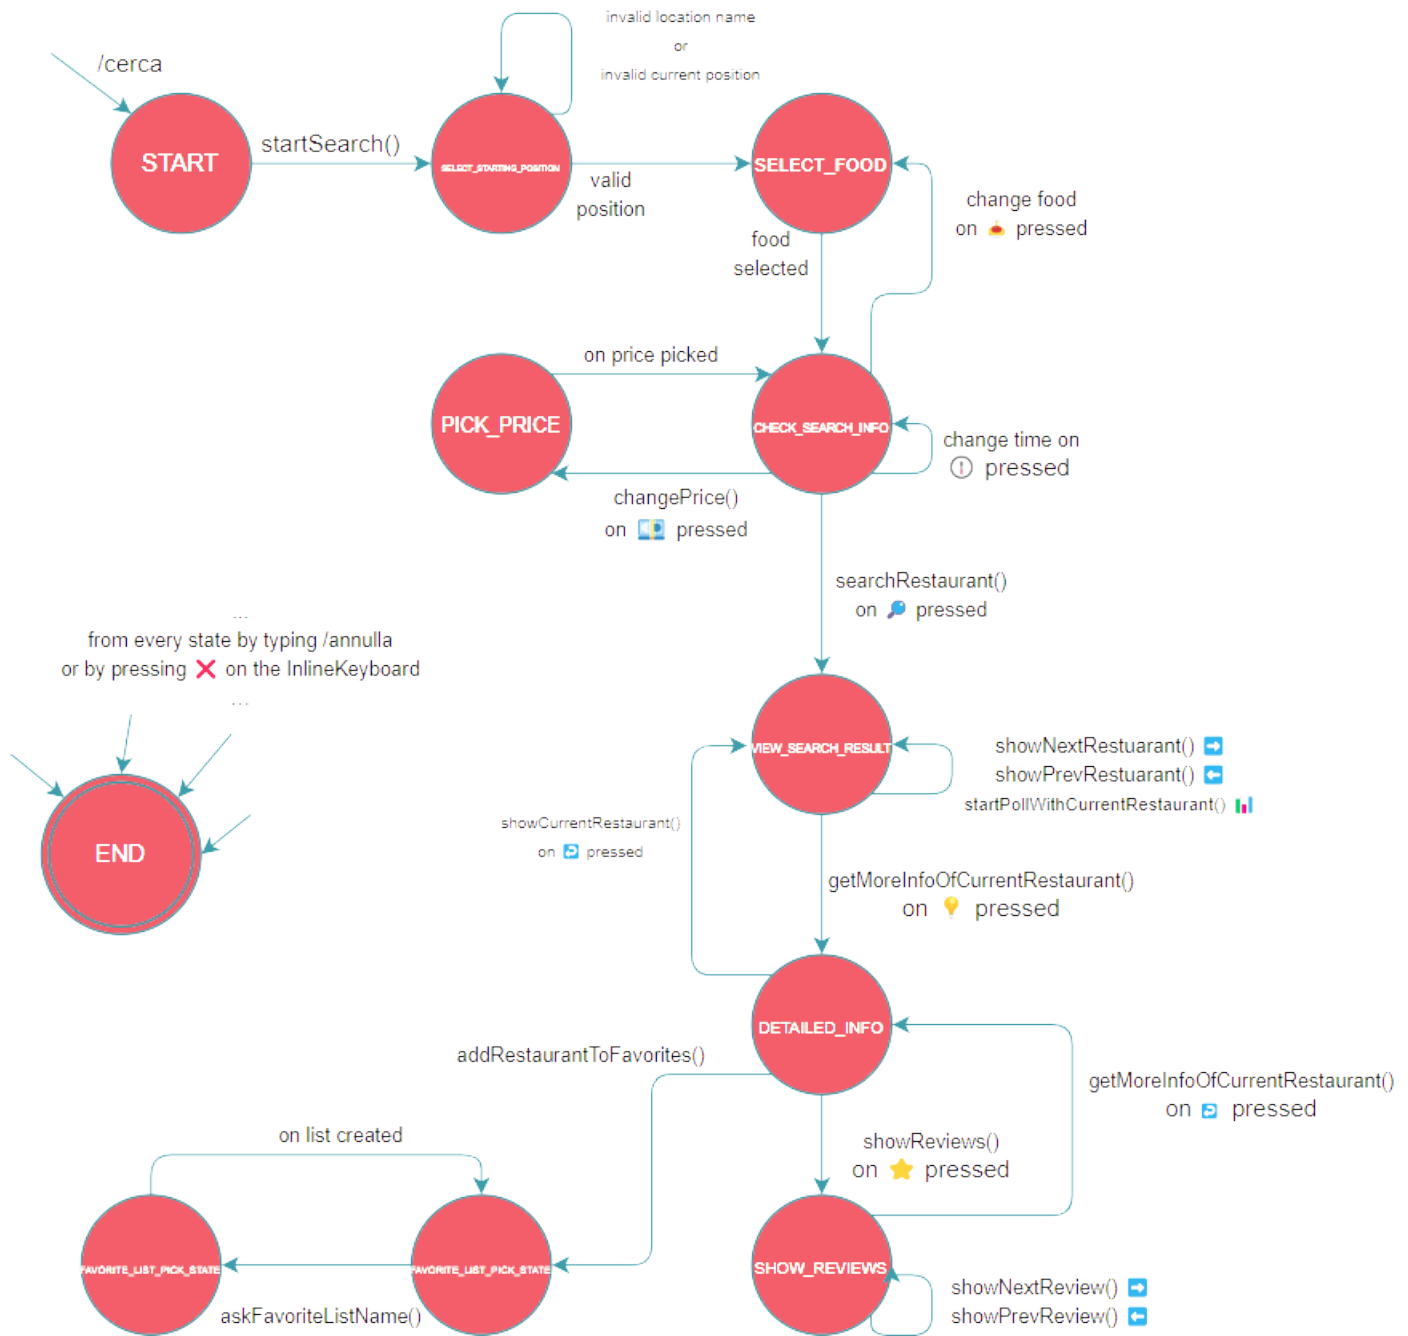 invalid location name
or
invalid current position
/cerca
START
startSearch()
SELECT_STARTING_POSITION
valid
position
SELECT_FOOD
change food
on pressed
food
selected
on price picked
PICK_PRICE
CHECK_SEARCH_INFO
change time on
pressed
changePrice()
on pressed
searchRestaurant()
on pressed
...
from every state by typing /annulla
or by pressing ❌ on the InlineKeyboard
...
END
VIEW_SEARCH_RESULT
showNextRestuarant() ➡
showPrevRestuarant() ⬅
startPollWithCurrentRestaurant() 📊
showCurrentRestaurant()
on pressed
getMoreInfoOfCurrentRestaurant()
on 💡 pressed
DETAILED_INFO
addRestaurantToFavorites()
getMoreInfoOfCurrentRestaurant()
on pressed
on list created
showReviews()
on ⭐ pressed
FAVORITE_LIST_PICK_STATE
FAVORITE_LIST_PICK_STATE
askFavoriteListName()
SHOW_REVIEWS
showNextReview() ➡
showPrevReview() ⬅